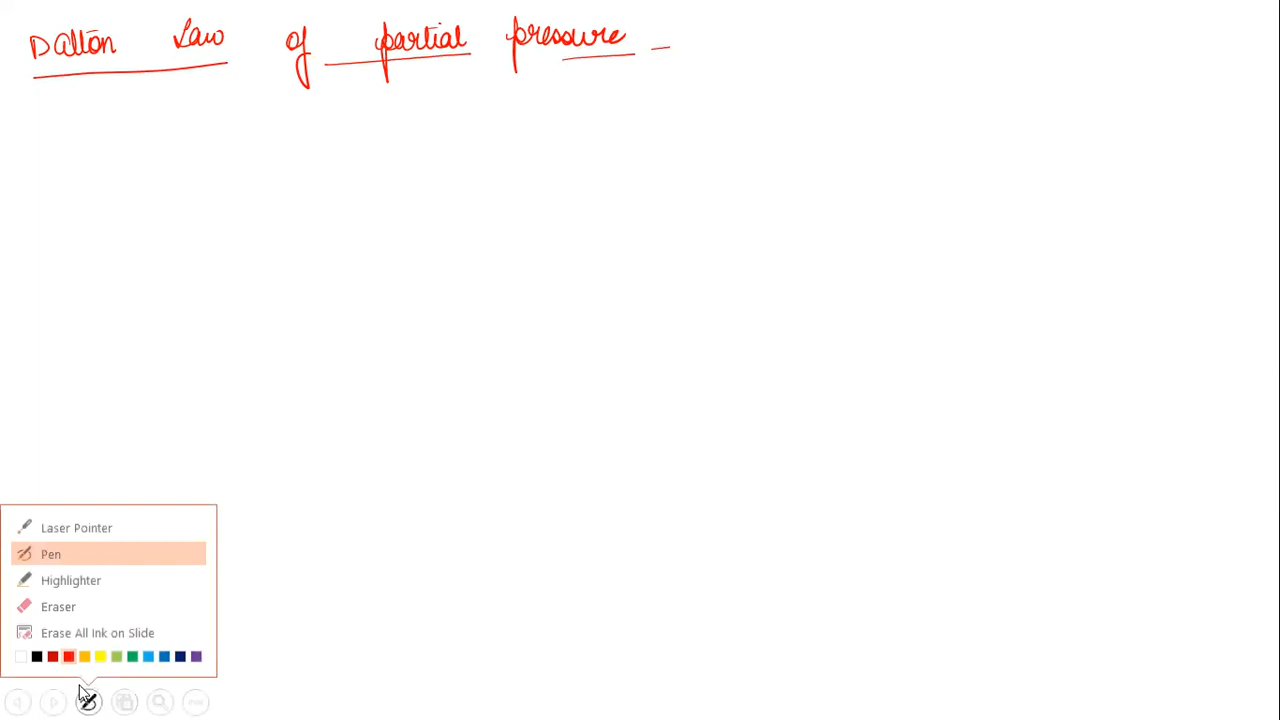 Dalton Law of partial pressure –
Laser Pointer
Pen
Highlighter
Eraser
Erase All Ink on Slide